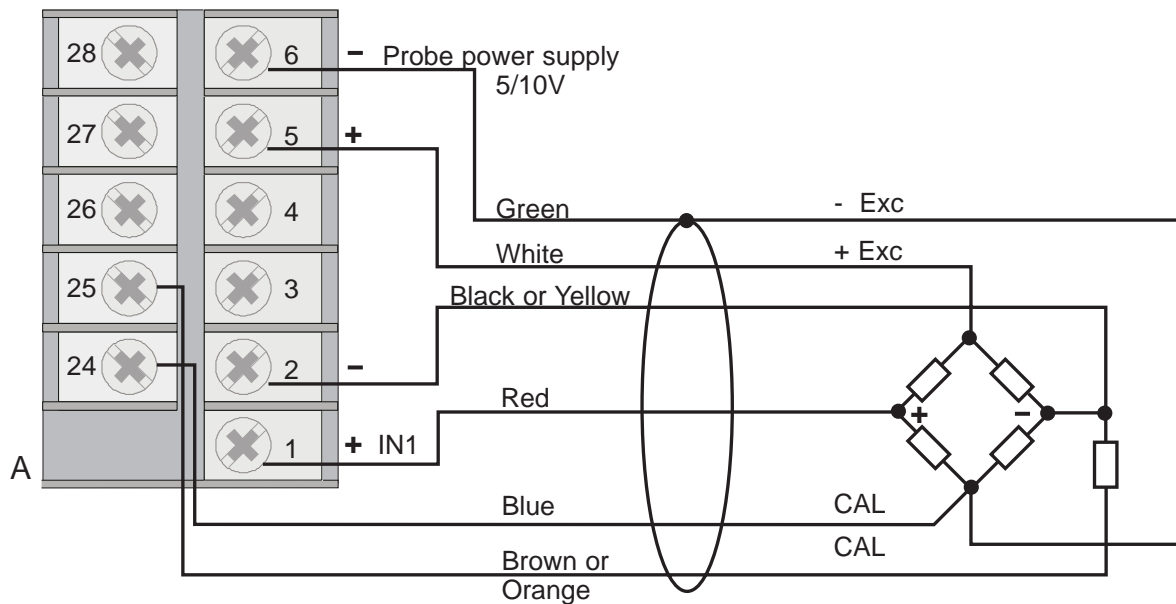 28
6
- Probe power supply
5/10V
27
5
+
26
4
Green
- Exc
White
+ Exc
25
3
Black or Yellow
24
2
-
Red
+
-
1
+ IN1
A
Blue
CAL
CAL
Brown or
Orange